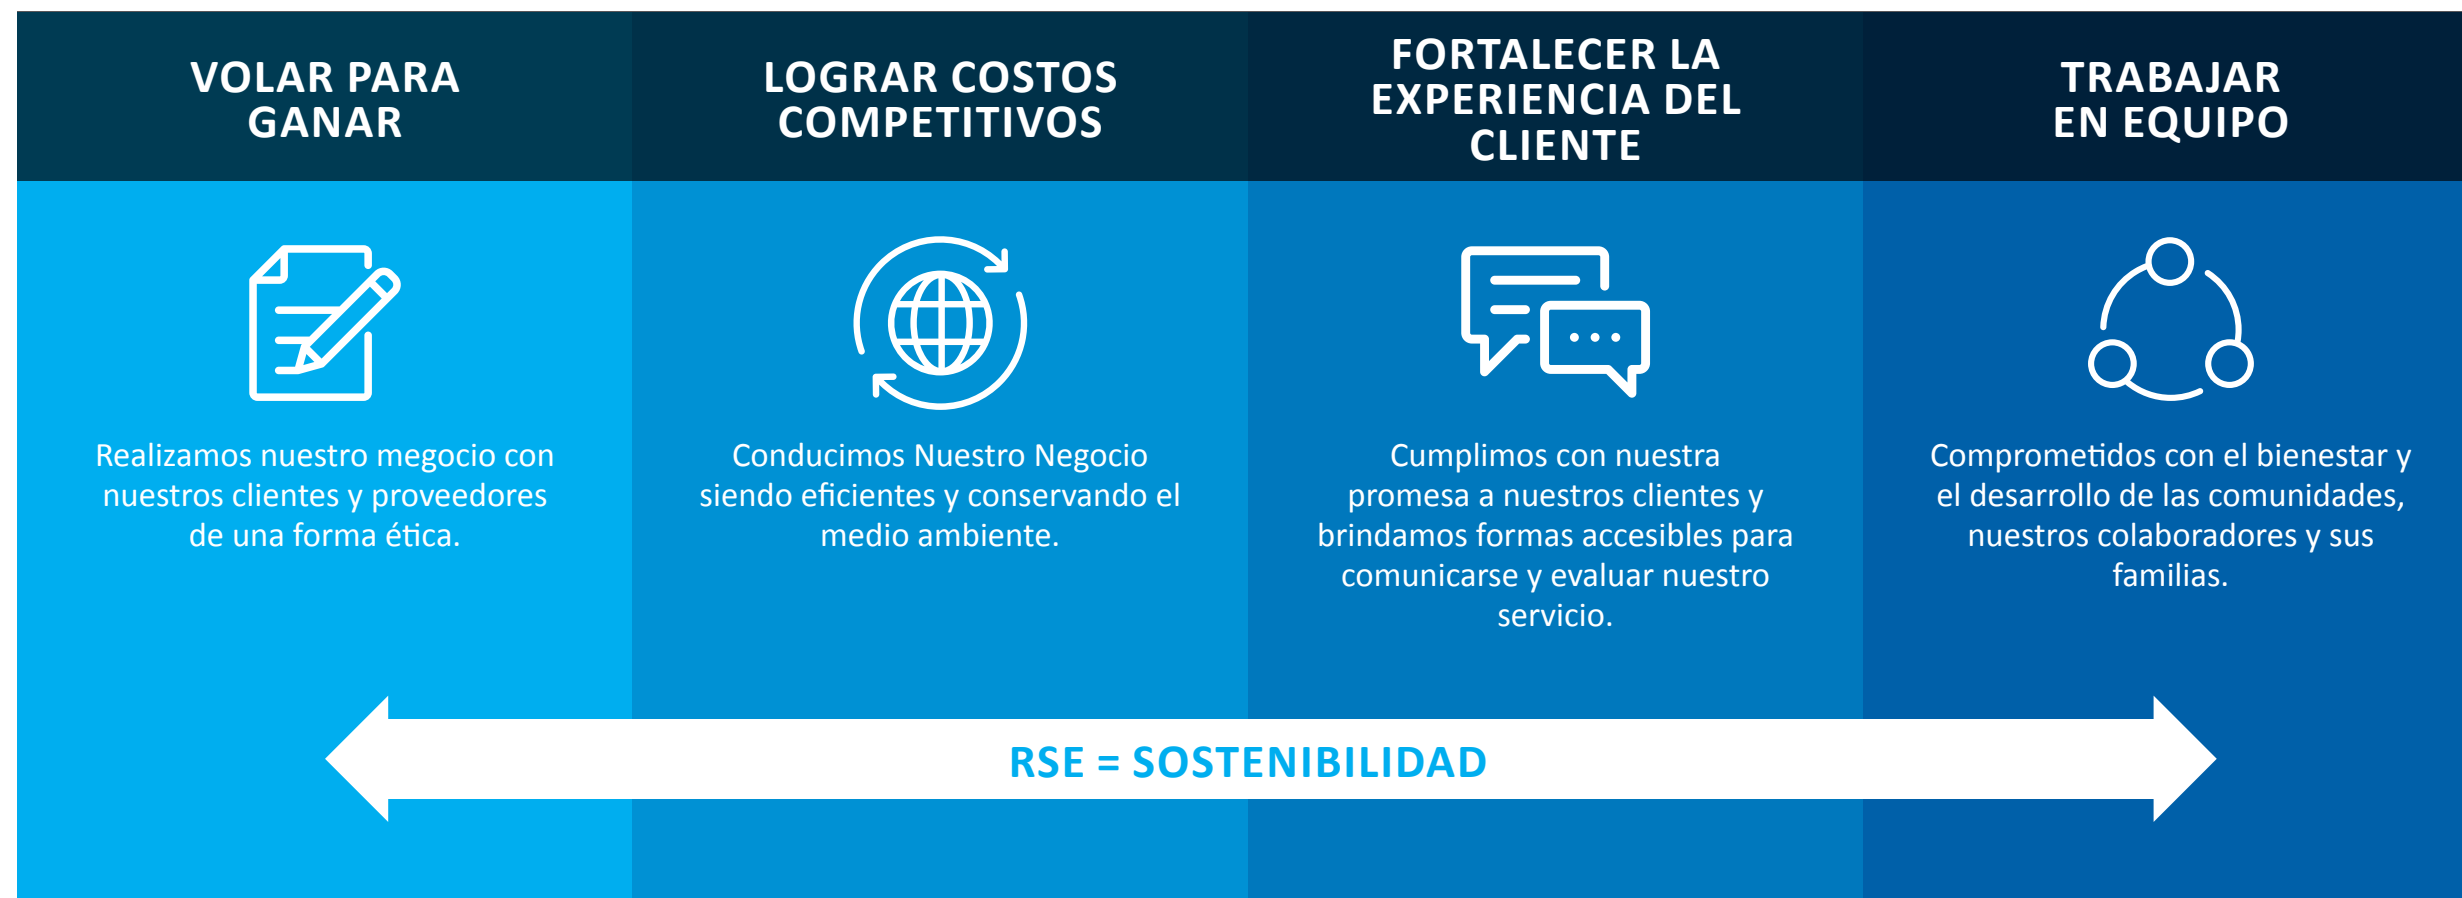 VOLAR PARA
GANAR
LOGRAR COSTOS
COMPETITIVOS
FORTALECER LA
EXPERIENCIA DEL
CLIENTE
TRABAJAR
EN EQUIPO
Realizamos nuestro megocio con
nuestros clientes y proveedores
de una forma ética.
Conducimos Nuestro Negocio
siendo eficientes y conservando el
medio ambiente.
Cumplimos con nuestra
promesa a nuestros clientes y
brindamos formas accesibles para
comunicarse y evaluar nuestro
servicio.
Comprometidos con el bienestar y
el desarrollo de las comunidades,
nuestros colaboradores y sus
familias.
RSE = SOSTENIBILIDAD